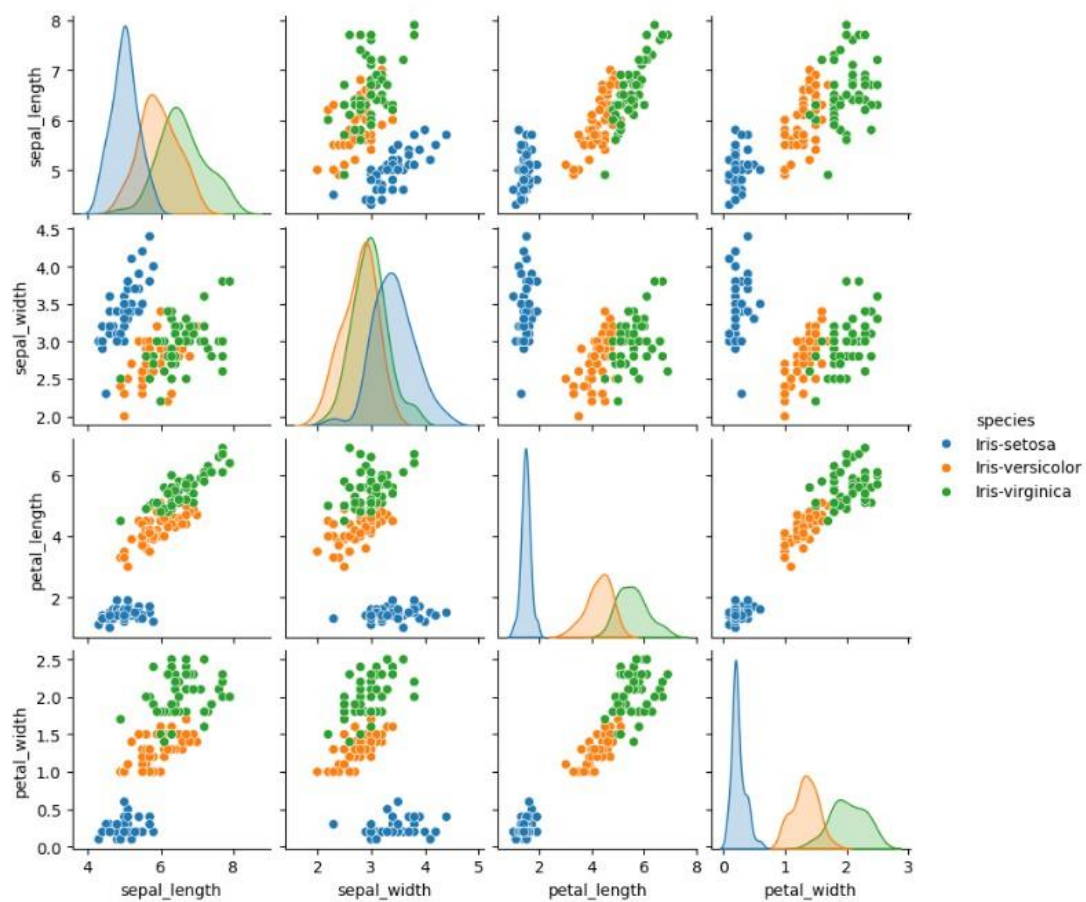 8
7
6
5
sepal_length
4.5
4.0
3.5
3.0
2.5
2.0
sepal_width
species
Iris-setosa
Iris-versicolor
Iris-virginica
6
4
2
petal_length
2.5
2.0
1.5
1.0
0.5
0.0
petal_width
4 6 8
2 3 4 5
2 4 6 8
0 1 2 3
sepal_length
sepal_width
petal_length
petal_width